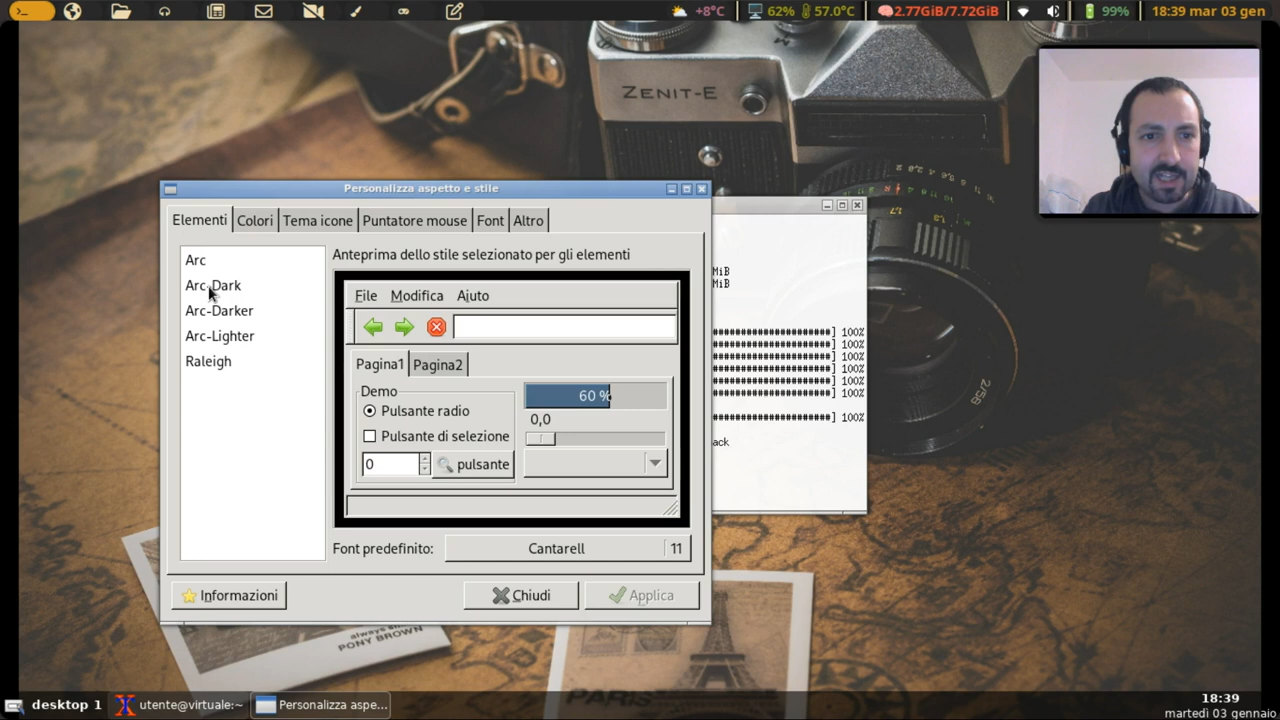 +8°C 62% 57.0°C 2.77GiB/7.72GiB 99% 18:39 mar 03 gen
ZENIT-E
Personalizza aspetto e stile
Elementi Colori Tema icone Puntatore mouse Font Altro
Arc
Arc-Dark
Arc-Darker
Arc-Lighter
Raleigh
Anteprima dello stile selezionato per gli elementi
File Modifica Aiuto
Pagina1 Pagina2
Demo
Pulsante radio
Pulsante di selezione
0
pulsante
60 %
0,0
Font predefinito: Cantarell 11
Informazioni Chiudi Applica
MiB
MiB
##################] 100%
##################] 100%
##################] 100%
##################] 100%
##################] 100%
##################] 100%
##################] 100%
ack
2/58
PONY BROWN
PARIS
desktop 1 utente@virtuale:~ Personalizza aspe...
18:39
martedì 03 gennaio